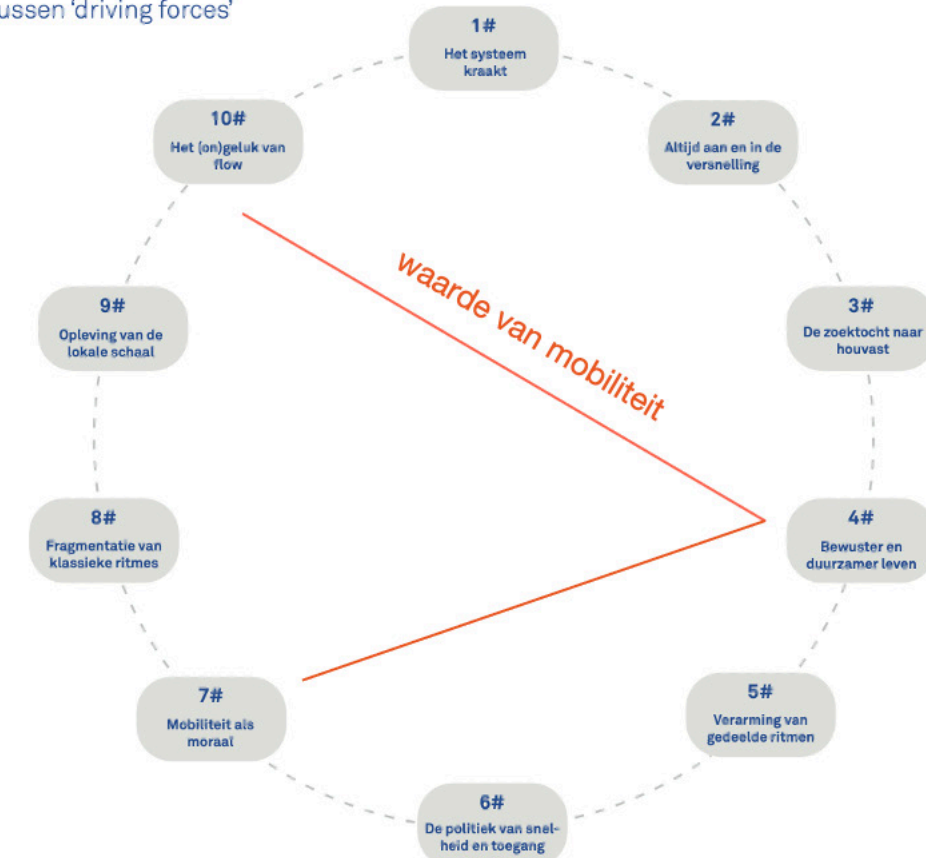 ussen 'driving forces'
1#
Het systeem
kraakt
2#
Altijd aan en in de
versnelling
3#
De zoektocht naar
houvast
4#
Bewuster en
duurzamer leven
5#
Verarming van
gedeelde ritmen
6#
De politiek van snel-
heid en toegang
7#
Mobiliteit als
moraal
8#
Fragmentatie van
klassieke ritmes
9#
Opleving van de
lokale schaal
10#
Het (on)geluk van
flow
waarde van mobiliteit